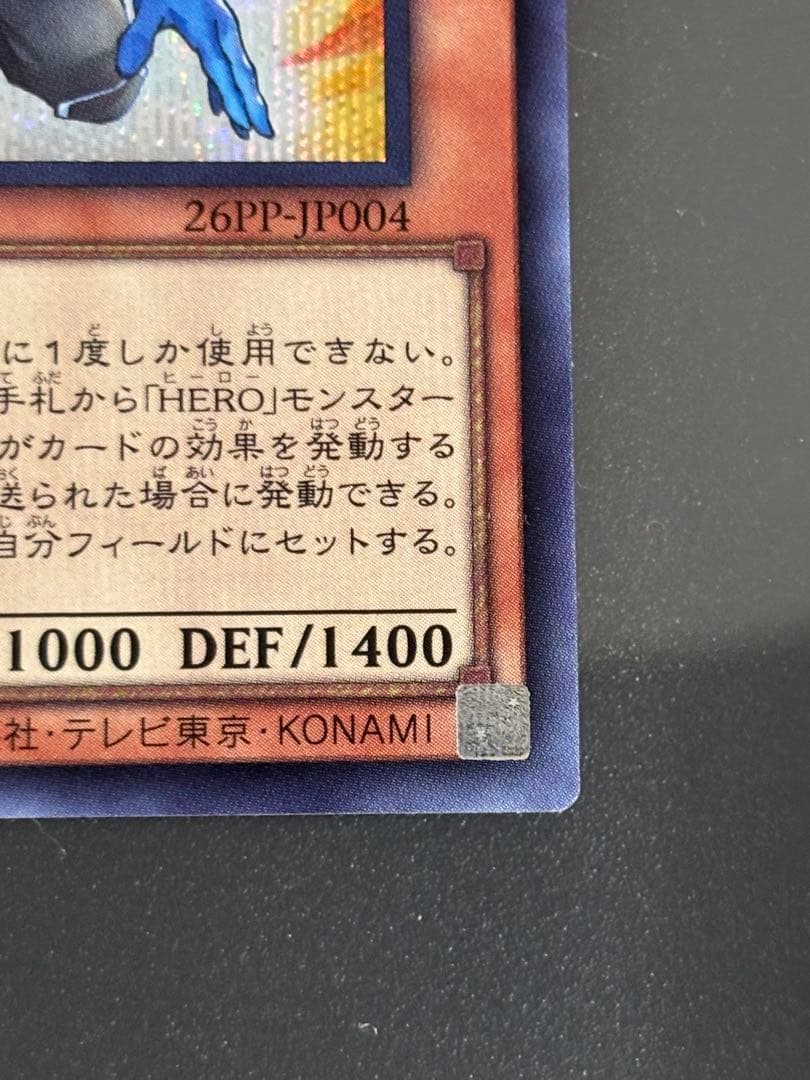 26PP-JP004
に１度しか使用できない。
手札から「HERO」モンスター
がカードの効果を発動する
送られた場合に発動できる。
自分フィールドにセットする。
1000 DEF/1400
社・テレビ東京・KONAMI